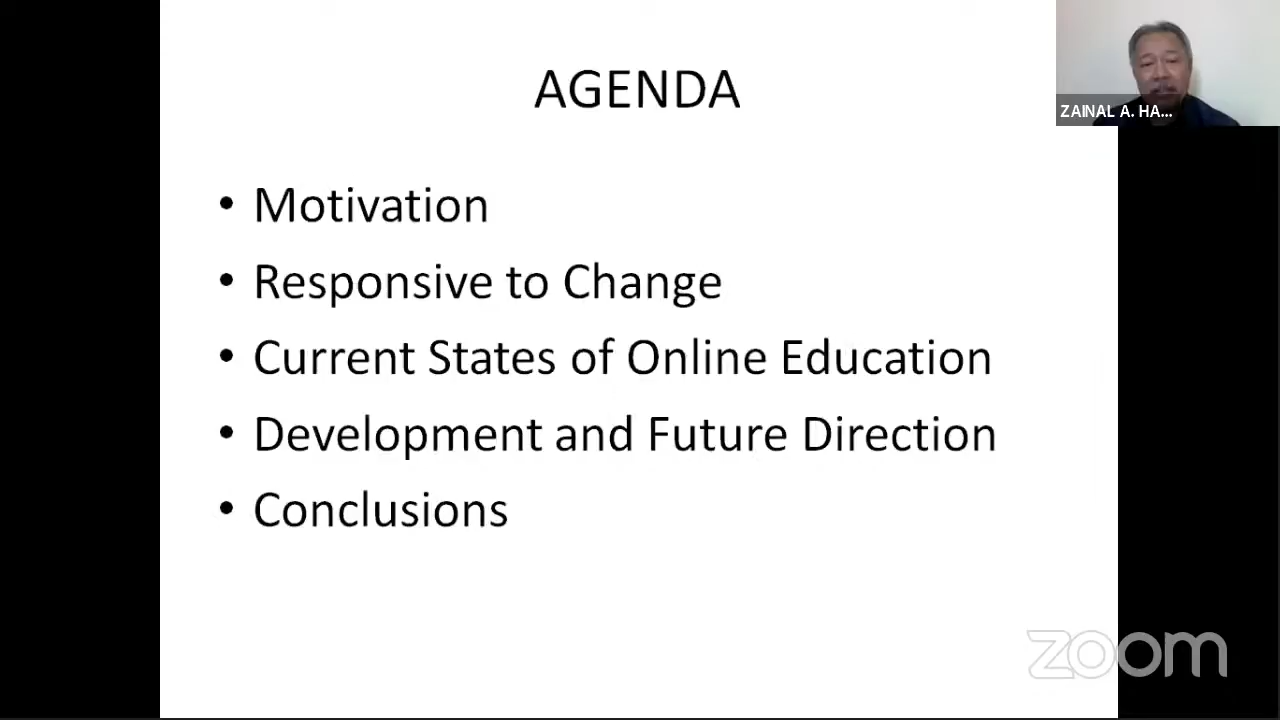 AGENDA
ZAINAL A. HA...
• Motivation
• Responsive to Change
• Current States of Online Education
• Development and Future Direction
• Conclusions
zoom